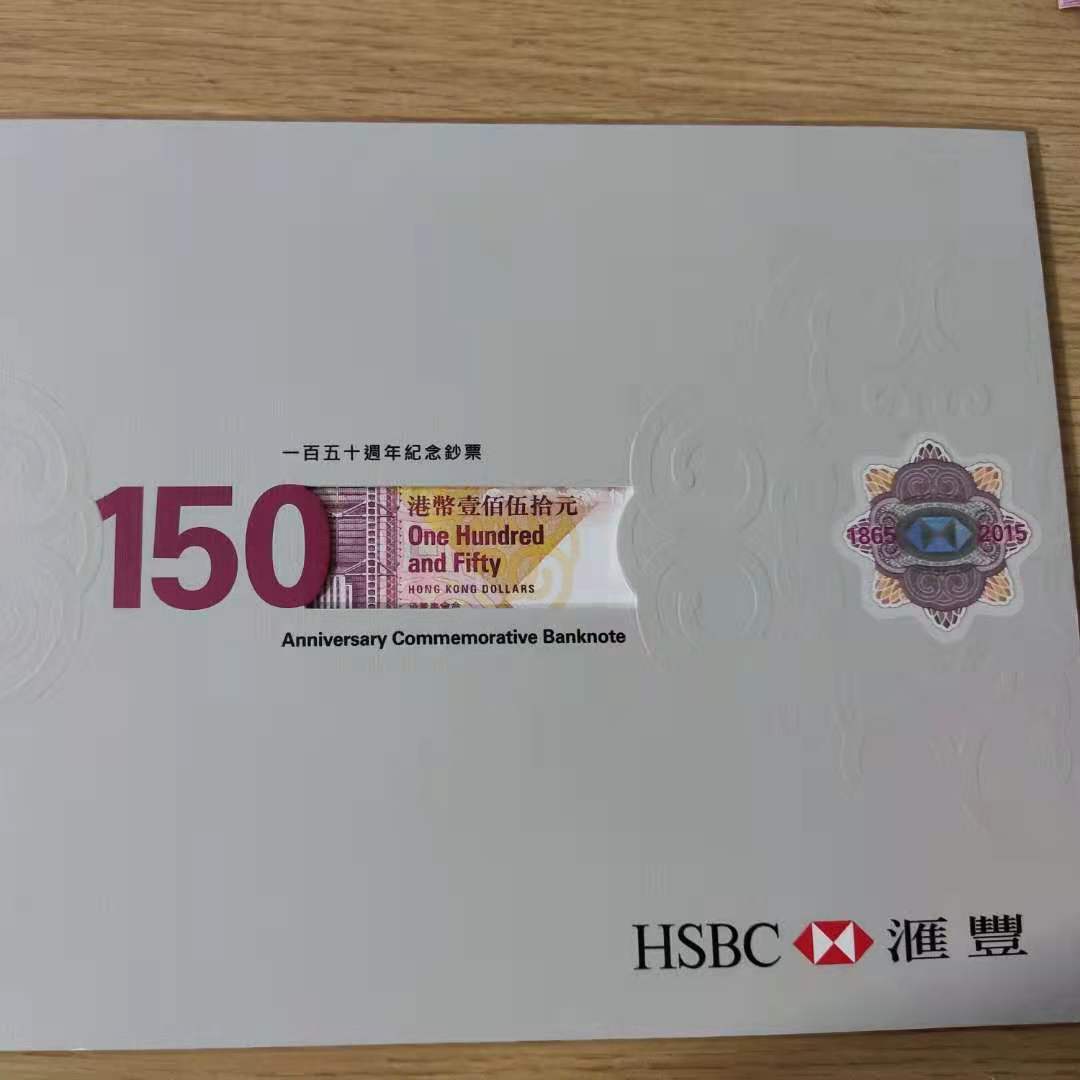 一百五十週年紀念鈔票
150
港幣壹佰伍拾元
One Hundred
and Fifty
HONG KONG DOLLARS
Anniversary Commemorative Banknote
1865 2015
HSBC 滙豐